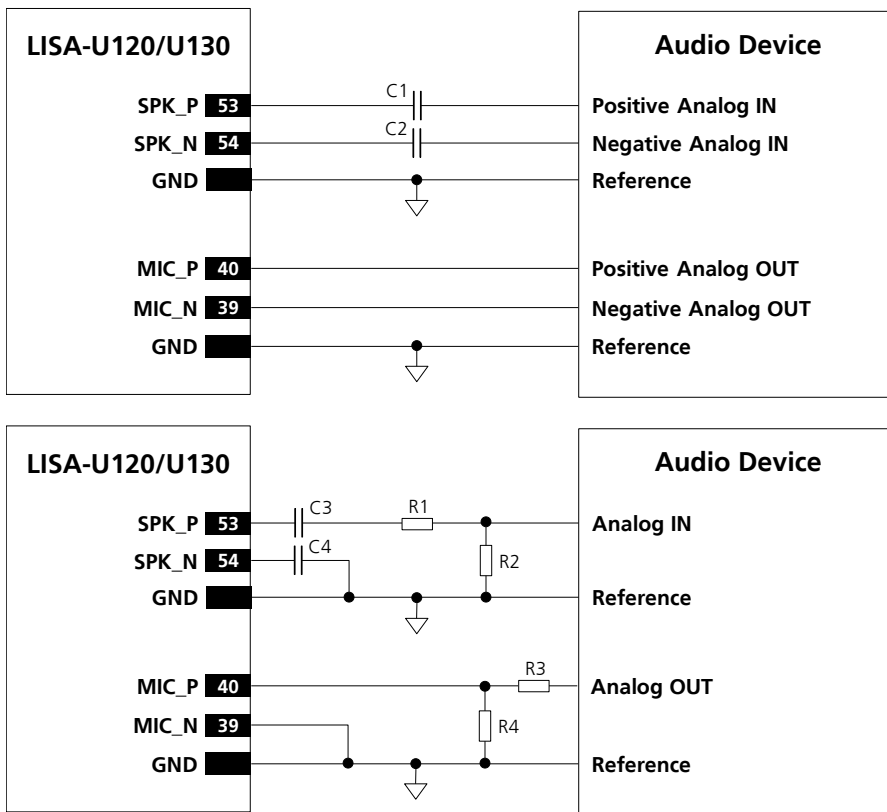 LISA-U120/U130
Audio Device
C1
SPK_P 53
Positive Analog IN
C2
SPK_N 54
Negative Analog IN
GND
Reference
MIC_P 40
Positive Analog OUT
MIC_N 39
Negative Analog OUT
GND
Reference
LISA-U120/U130
Audio Device
C3
R1
SPK_P 53
Analog IN
C4
SPK_N 54
R2
GND
Reference
R3
MIC_P 40
Analog OUT
MIC_N 39
R4
GND
Reference